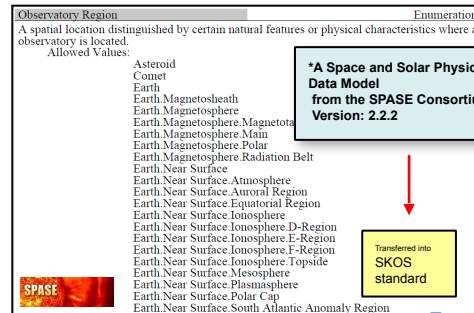 Observatory Region Enumeration
A spatial location distinguished by certain natural features or physical characteristics where a
observatory is located.
Allowed Values:
Asteroid
Comet
Earth
Earth.Magnetosheath
Earth.Magnetosphere
Earth.Magnetosphere.Magnetota
Earth.Magnetosphere.Main
Earth.Magnetosphere.Polar
Earth.Magnetosphere.Radiation Belt
Earth.Near Surface
Earth.Near Surface.Atmosphere
Earth.Near Surface.Auroral Region
Earth.Near Surface.Equatorial Region
Earth.Near Surface.Ionosphere
Earth.Near Surface.Ionosphere.D-Region
Earth.Near Surface.Ionosphere.E-Region
Earth.Near Surface.Ionosphere.F-Region
Earth.Near Surface.Ionosphere.Topside
Earth.Near Surface.Mesosphere
Earth.Near Surface.Plasmasphere
Earth.Near Surface.Polar Cap
Earth.Near Surface.South Atlantic Anomaly Region
*A Space and Solar Physic
Data Model
from the SPASE Consortiu
Version: 2.2.2
Transferred into
SKOS
standard
SPASE